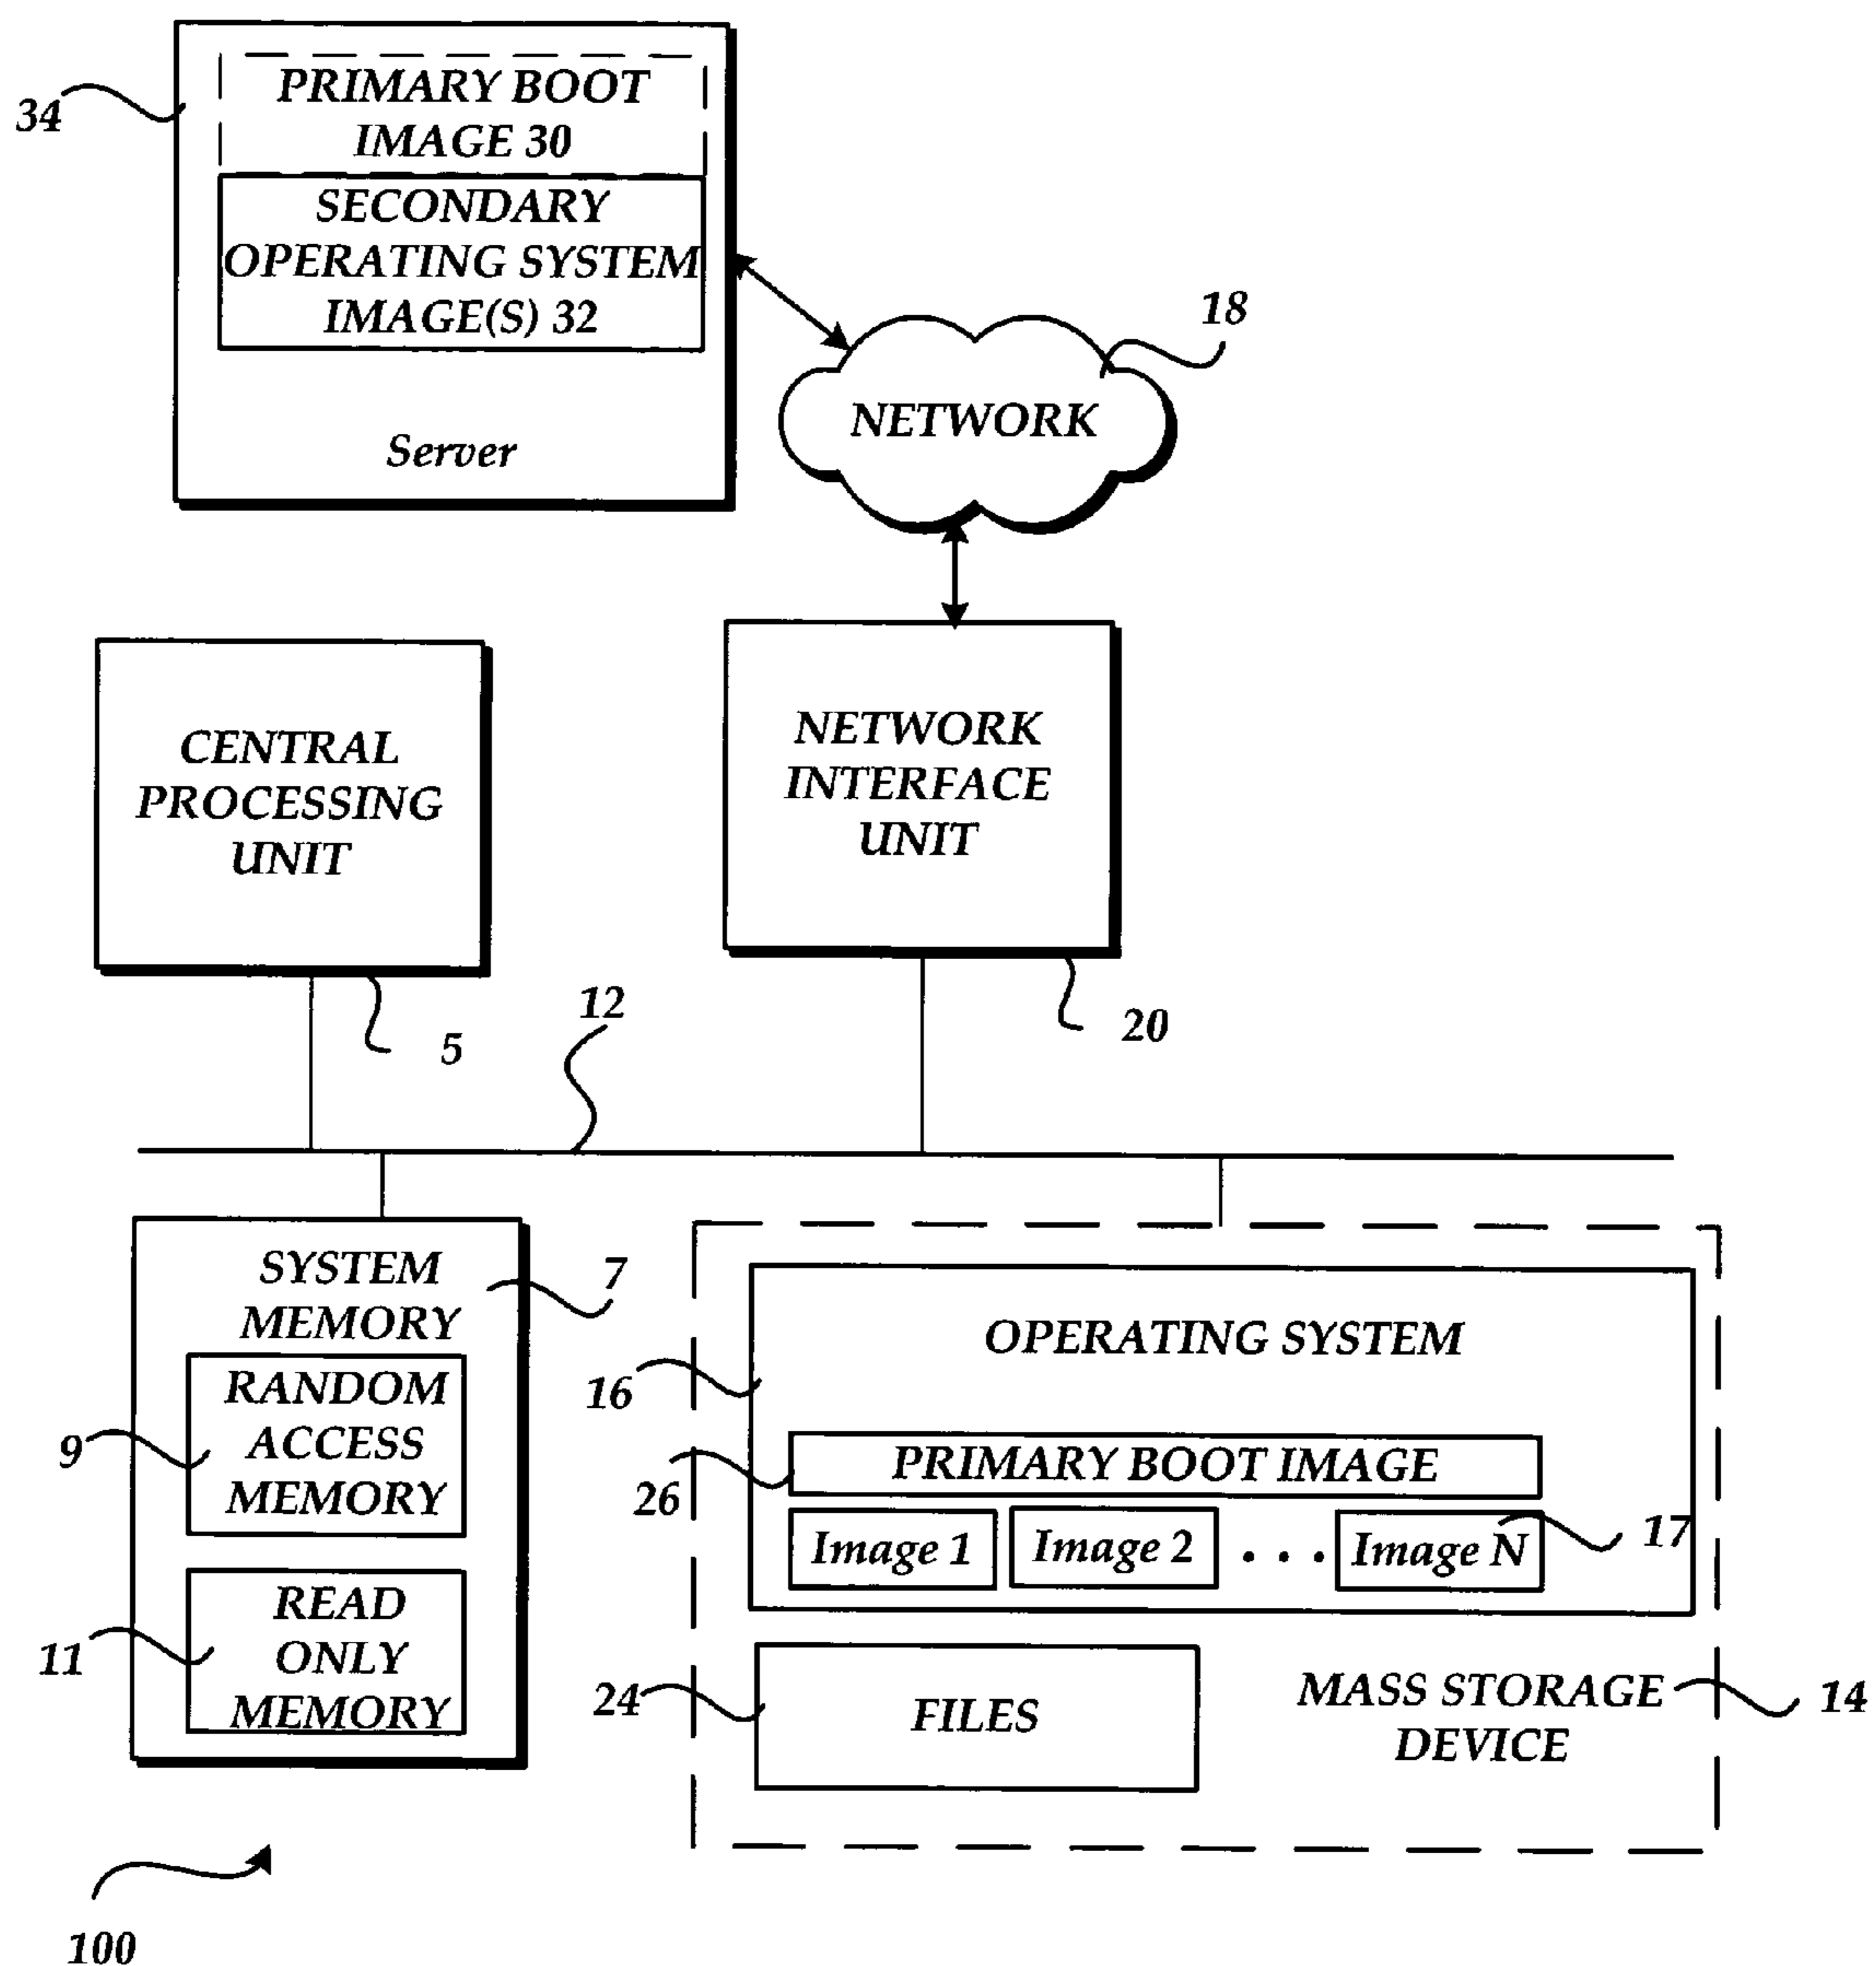 PRIMARY BOOT
IMAGE 30
34
SECONDARY
OPERATING SYSTEM
IMAGE(S) 32
Server
18
NETWORK
CENTRAL
PROCESSING
UNIT
NETWORK
INTERFACE
UNIT
5
12
20
SYSTEM
MEMORY
7
RANDOM
ACCESS
MEMORY
9
READ
ONLY
MEMORY
11
OPERATING SYSTEM
16
PRIMARY BOOT IMAGE
26
Image 1
Image 2
. . .
Image N
17
FILES
24
MASS STORAGE
DEVICE
14
100